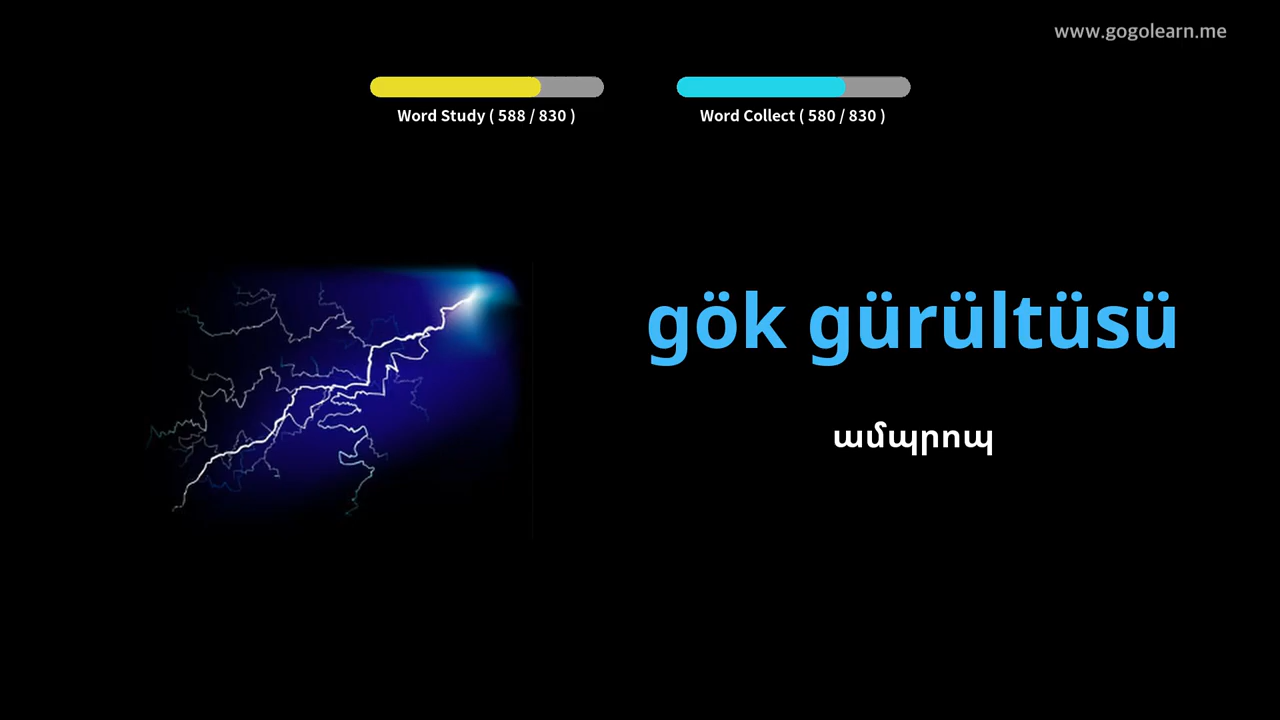 www.gogolearn.me
Word Study ( 588 / 830 )
Word Collect ( 580 / 830 )
gök gürültüsü
ամպրոպ